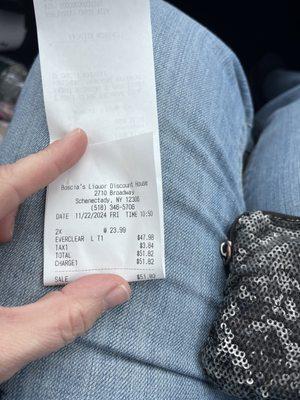 Boscia's Liquor Discount House
2710 Broadway
Schenectady, NY 12306
(518) 346-5706
DATE 11/22/2024 FRI TIME 10:50
2X @ 23.99
EVERCLEAR L T1 $47.98
TAX1 $3.84
TOTAL $51.82
CHARGE1 $51.82
SALE $51.82